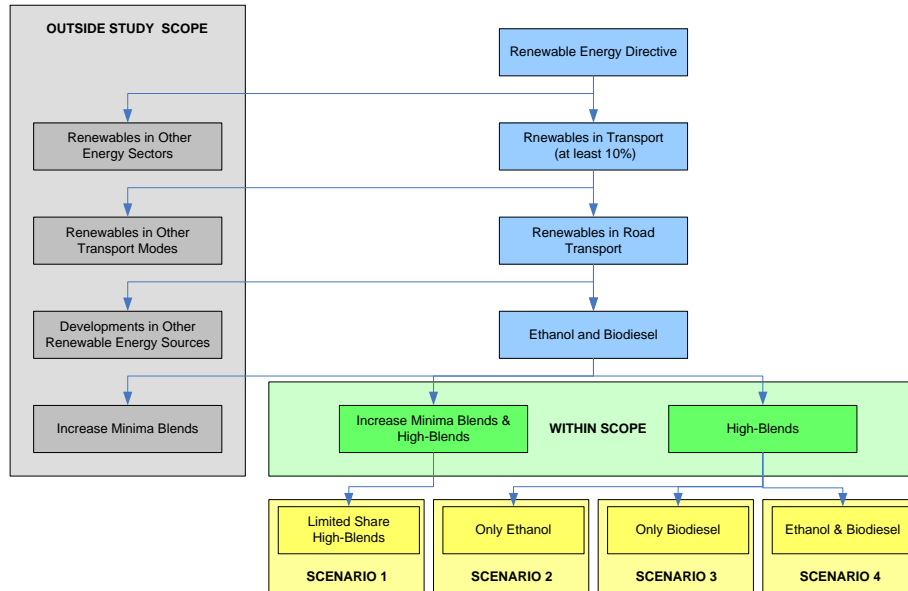 OUTSIDE STUDY SCOPE
Renewable Energy Directive
Renewables in Other
Energy Sectors
Rnewables in Transport
(at least 10%)
Renewables in Other
Transport Modes
Renewables in Road
Transport
Developments in Other
Renewable Energy Sources
Ethanol and Biodiesel
Increase Minima Blends
Increase Minima Blends &
High-Blends
WITHIN SCOPE
High-Blends
Limited Share
High-Blends
SCENARIO 1
Only Ethanol
SCENARIO 2
Only Biodiesel
SCENARIO 3
Ethanol & Biodiesel
SCENARIO 4